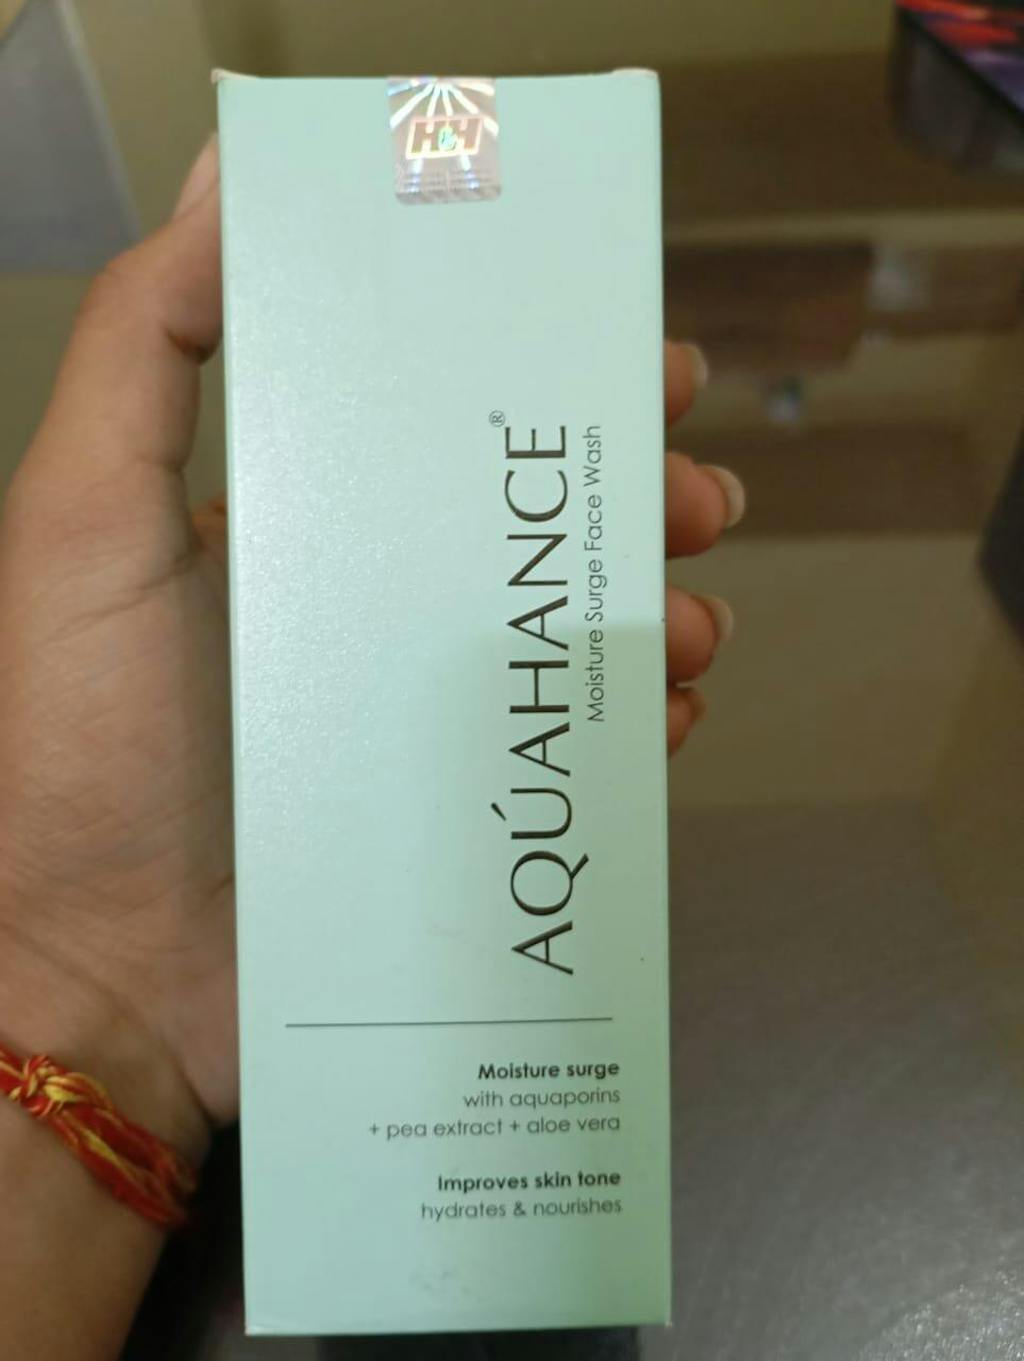 H&H
AQÚAHANCE®
Moisture Surge Face Wash
Moisture surge
with aquaporins
+ pea extract + aloe vera
Improves skin tone
hydrates & nourishes